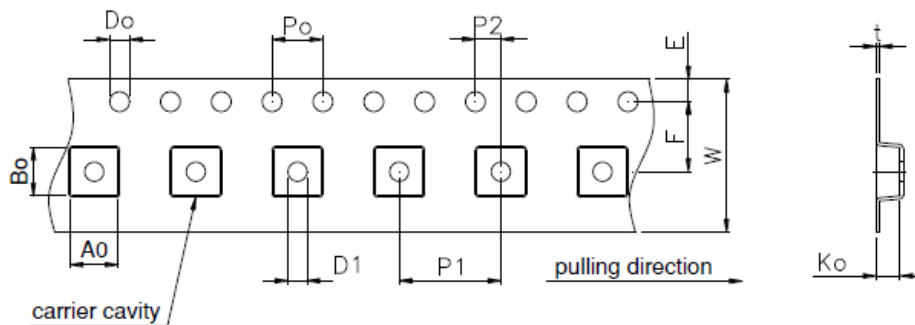 Do
Po
P2
E
t
F
W
Bo
A0
D1
P1
pulling direction
Ko
carrier cavity